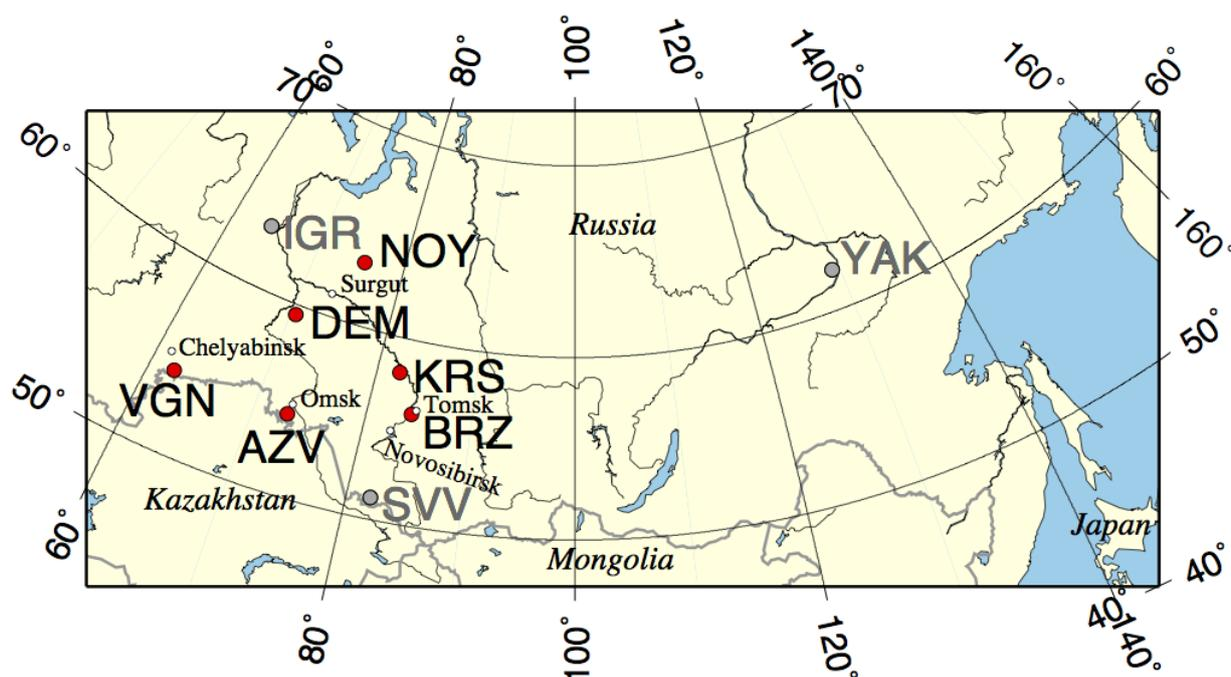 70°
60°
80°
100°
120°
140°
70°
160°
60°
60°
IGR
NOY
Russia
YAK
160°
Surgut
DEM
50°
Chelyabinsk
VGN
KRS
50°
Omsk
Tomsk
AZV
BRZ
Novosibirsk
Kazakhstan
SVV
Japan
60°
Mongolia
40°
80°
100°
120°
40°
140°